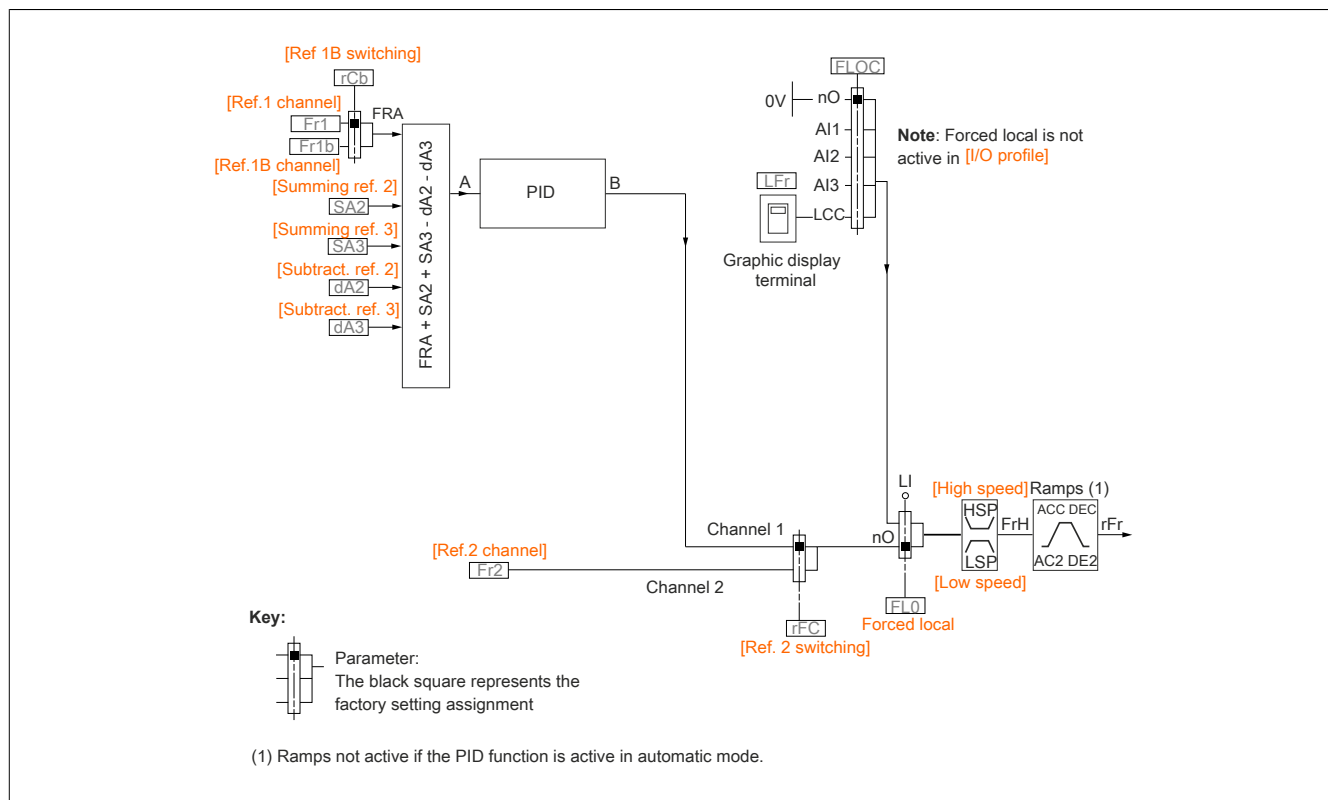 [Ref 1B switching]
rCb
[Ref.1 channel]
FRA
Fr1
Fr1b
[Ref.1B channel]
[Summing ref. 2]
SA2
[Summing ref. 3]
SA3
[Subtract. ref. 2]
dA2
[Subtract. ref. 3]
dA3
FRA + SA2 + SA3 - dA2 - dA3
A
PID
B
FLOC
0V
nO
AI1
AI2
AI3
LFr
LCC
Graphic display
terminal
Note: Forced local is not
active in [I/O profile]
LI
[High speed]
Ramps (1)
HSP
FrH
ACC DEC
rFr
LSP
AC2 DE2
[Low speed]
Channel 1
nO
[Ref.2 channel]
Fr2
Channel 2
FL0
Forced local
rFC
[Ref. 2 switching]
Key:
Parameter:
The black square represents the
factory setting assignment
(1) Ramps not active if the PID function is active in automatic mode.